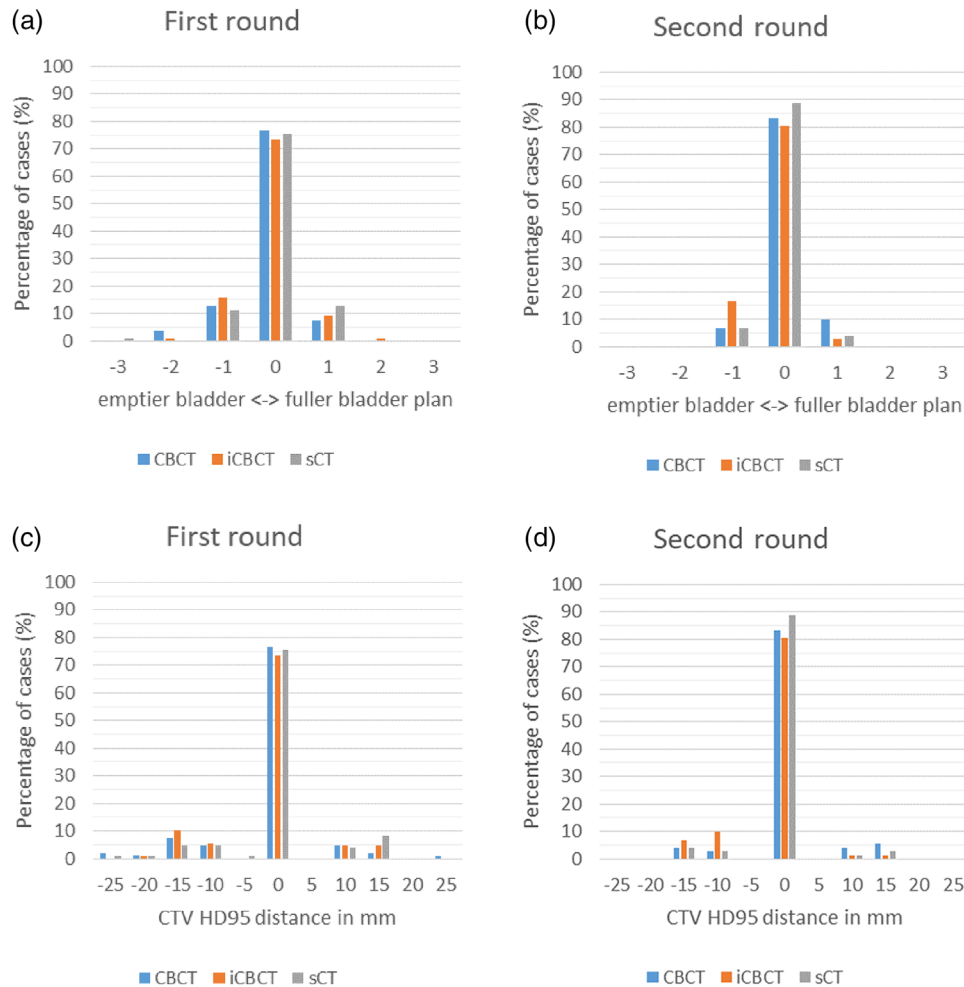 (a)
First round
Percentage of cases (%)
100
90
80
70
60
50
40
30
20
10
0
-3 -2 -1 0 1 2 3
emptier bladder <-> fuller bladder plan
CBCT iCBCT sCT
(b)
Second round
Percentage of cases (%)
100
90
80
70
60
50
40
30
20
10
0
-3 -2 -1 0 1 2 3
emptier bladder <-> fuller bladder plan
CBCT iCBCT sCT
(c)
First round
Percentage of cases (%)
100
90
80
70
60
50
40
30
20
10
0
-25 -20 -15 -10 -5 0 5 10 15 20 25
CTV HD95 distance in mm
CBCT iCBCT sCT
(d)
Second round
Percentage of cases (%)
100
90
80
70
60
50
40
30
20
10
0
-25 -20 -15 -10 -5 0 5 10 15 20 25
CTV HD95 distance in mm
CBCT iCBCT sCT